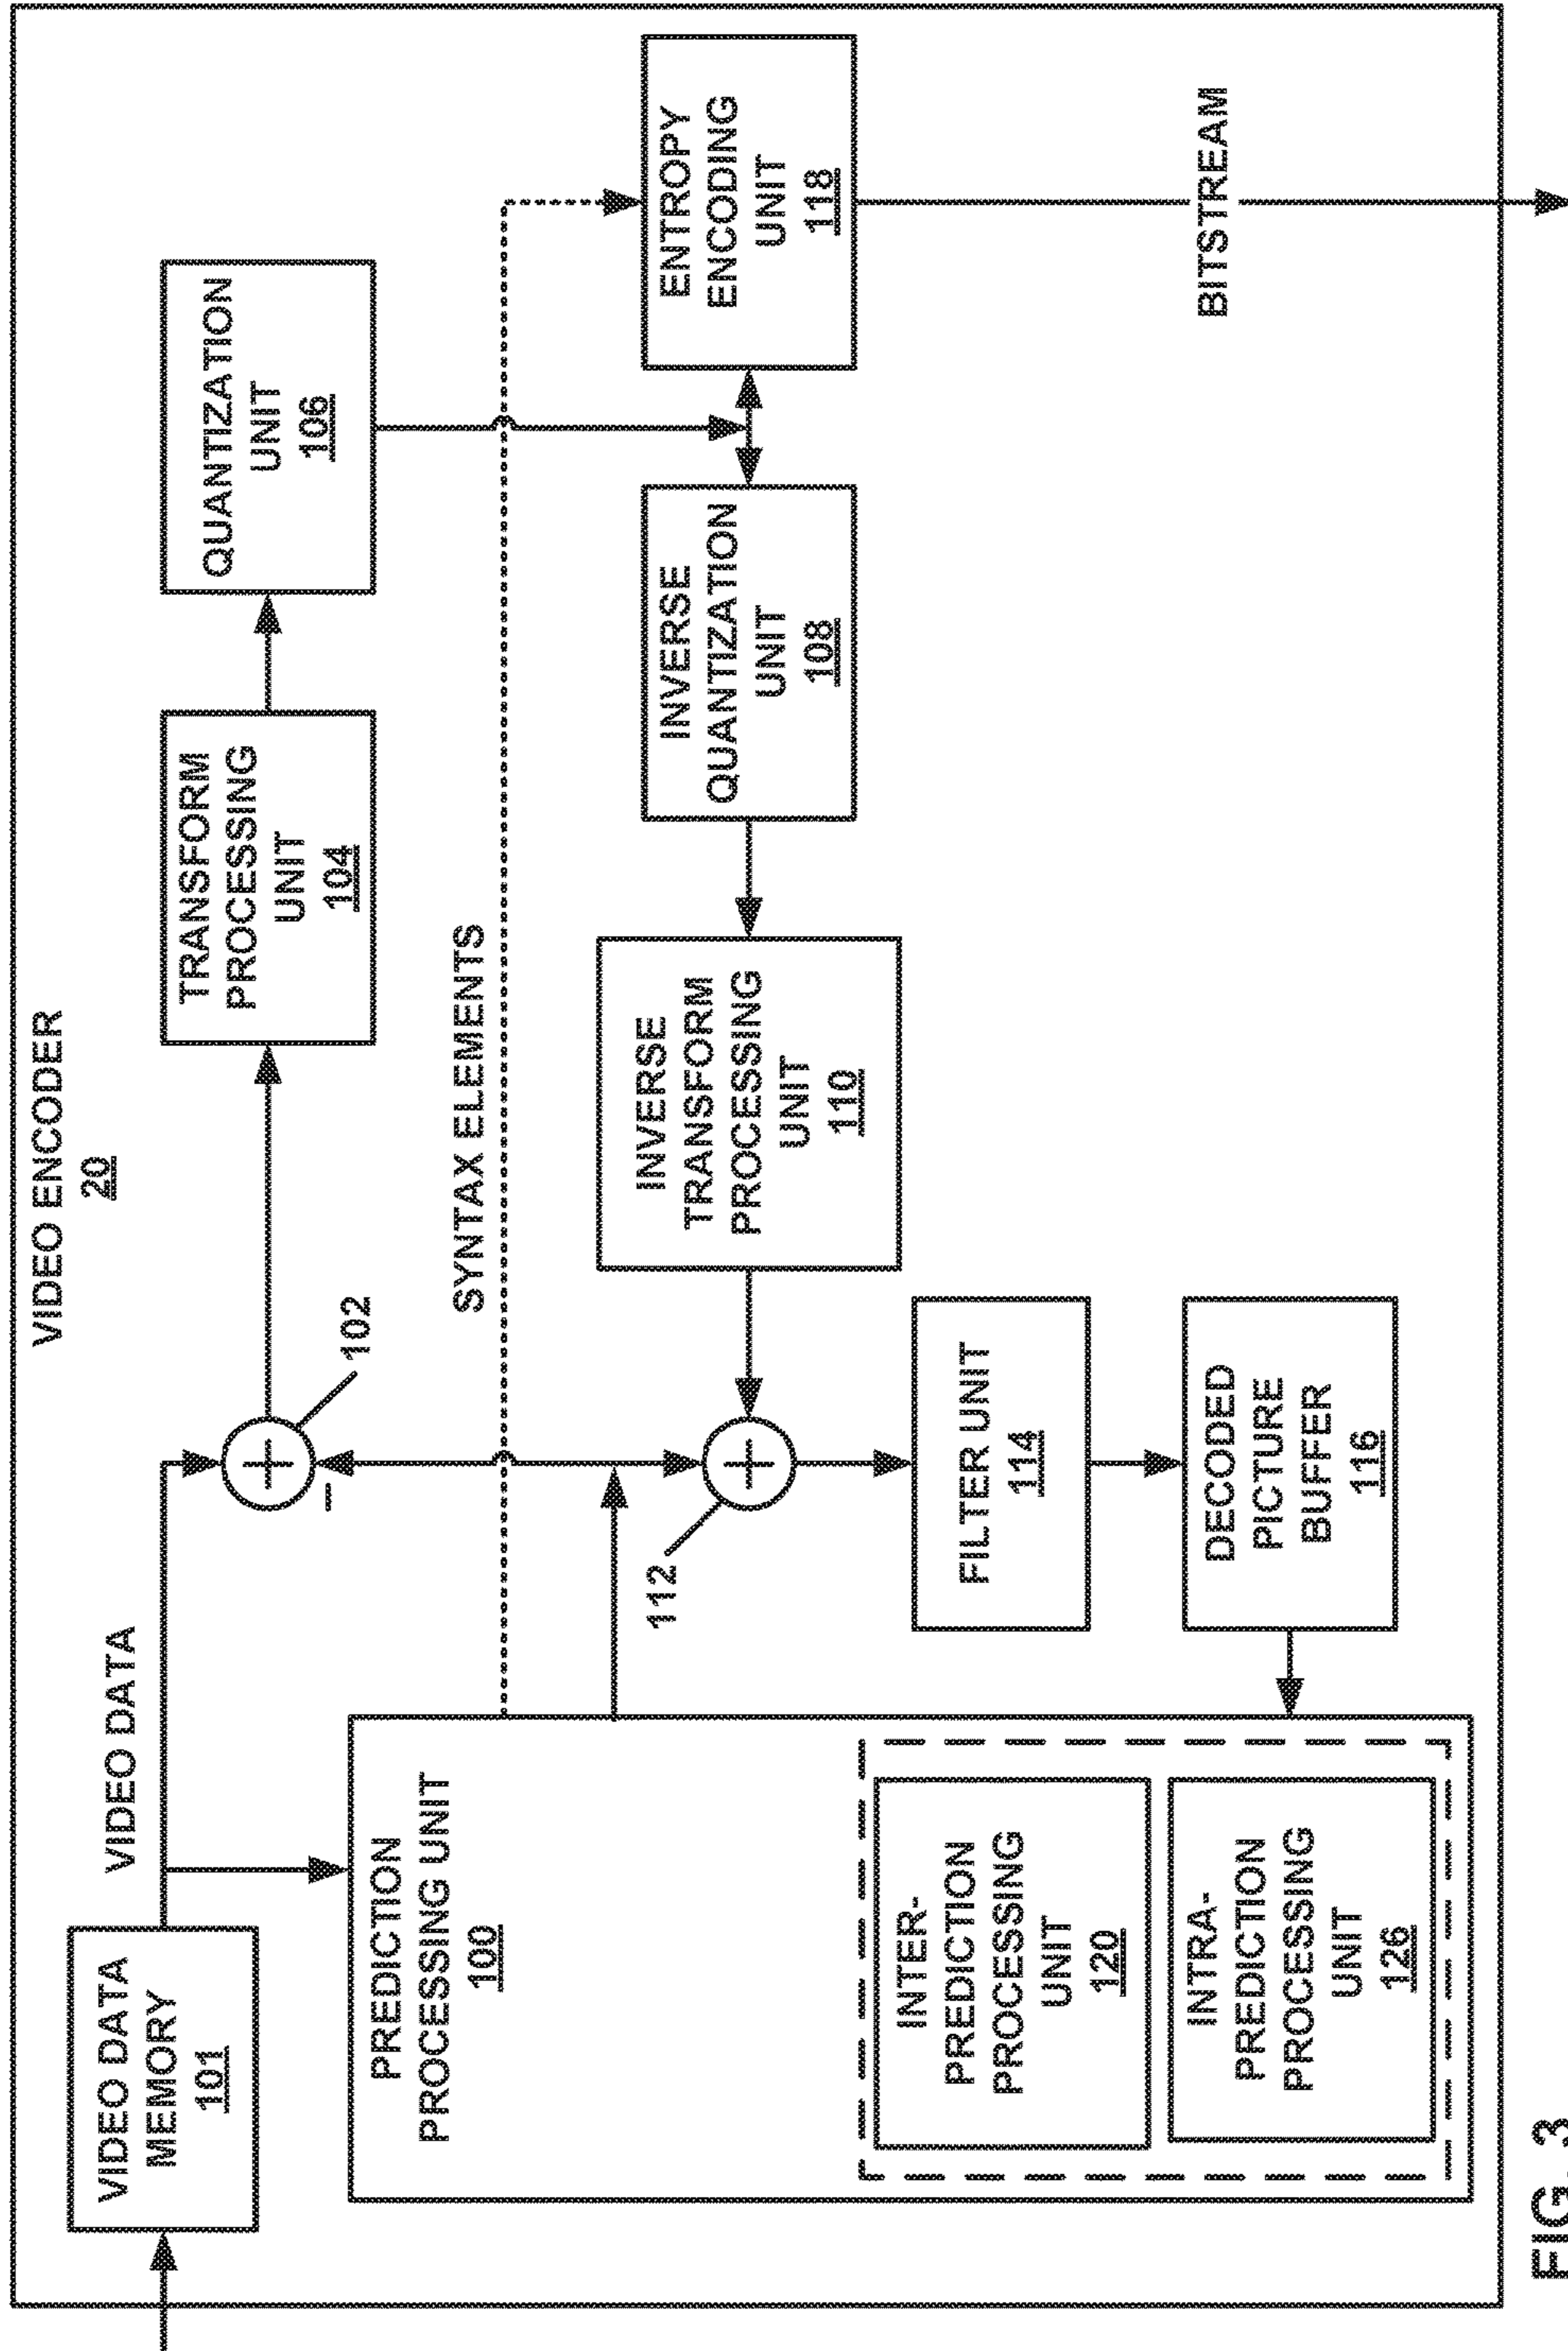 VIDEO ENCODER
20
VIDEO DATA
MEMORY
101
VIDEO DATA
102
TRANSFORM
PROCESSING
UNIT
104
QUANTIZATION
UNIT
106
SYNTAX ELEMENTS
PREDICTION
PROCESSING UNIT
100
112
INVERSE
TRANSFORM
PROCESSING
UNIT
110
INVERSE
QUANTIZATION
UNIT
108
ENTROPY
ENCODING
UNIT
118
INTER-
PREDICTION
PROCESSING
UNIT
120
FILTER UNIT
114
INTRA-
PREDICTION
PROCESSING
UNIT
126
DECODED
PICTURE
BUFFER
116
BITSTREAM
FIG. 3